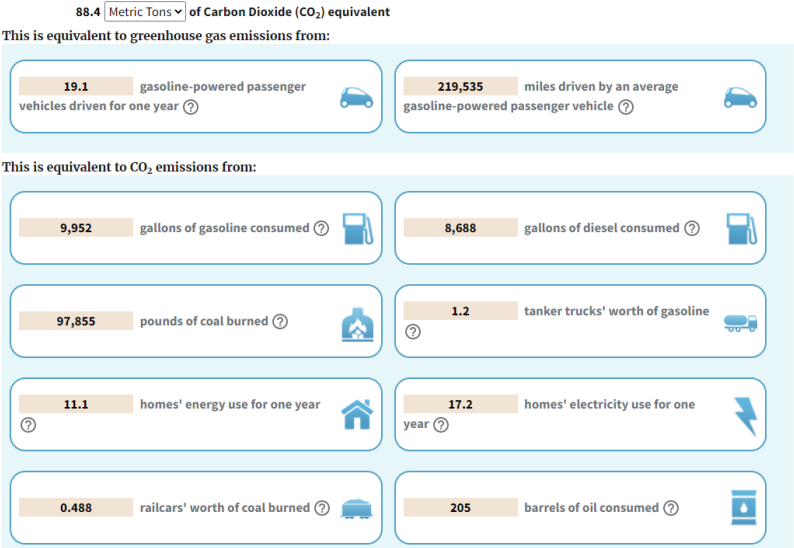 88.4 Metric Tons of Carbon Dioxide (CO₂) equivalent
This is equivalent to greenhouse gas emissions from:
19.1 gasoline-powered passenger
vehicles driven for one year ?
219,535 miles driven by an average
gasoline-powered passenger vehicle ?
This is equivalent to CO₂ emissions from:
9,952 gallons of gasoline consumed ?
8,688 gallons of diesel consumed ?
97,855 pounds of coal burned ?
1.2 tanker trucks' worth of gasoline
?
11.1 homes' energy use for one year
?
17.2 homes' electricity use for one
year ?
0.488 railcars' worth of coal burned ?
205 barrels of oil consumed ?